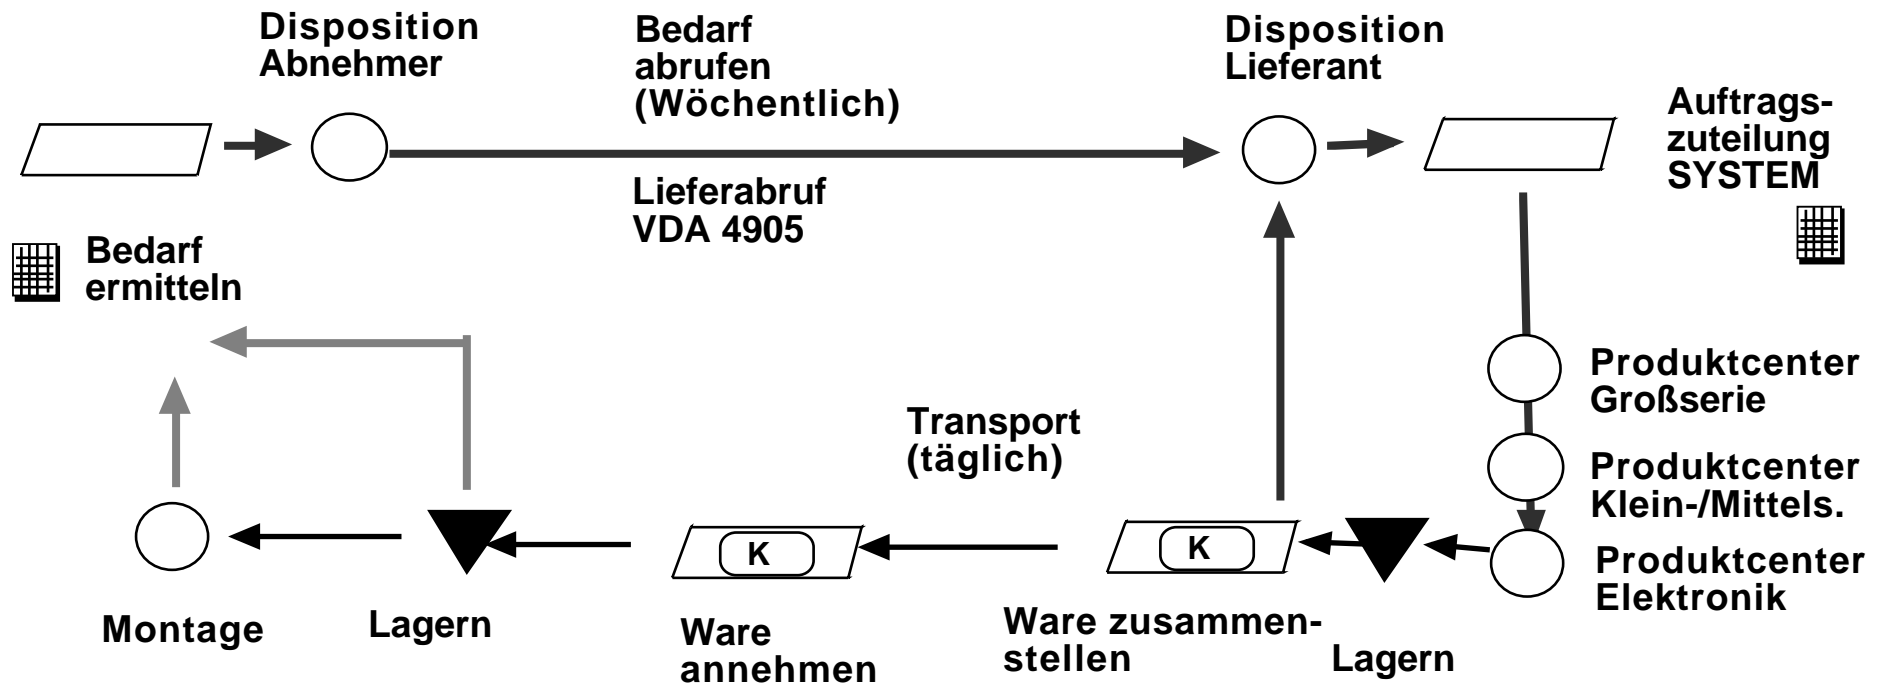 Disposition
Abnehmer
Bedarf
abrufen
(Wöchentlich)
Disposition
Lieferant
Auftrags-
zuteilung
SYSTEM
Lieferabruf
VDA 4905
Bedarf
ermitteln
Produktcenter
Großserie
Transport
(täglich)
Produktcenter
Klein-/Mittels.
K
K
Produktcenter
Elektronik
Montage
Lagern
Ware
annehmen
Ware zusammen-
stellen
Lagern